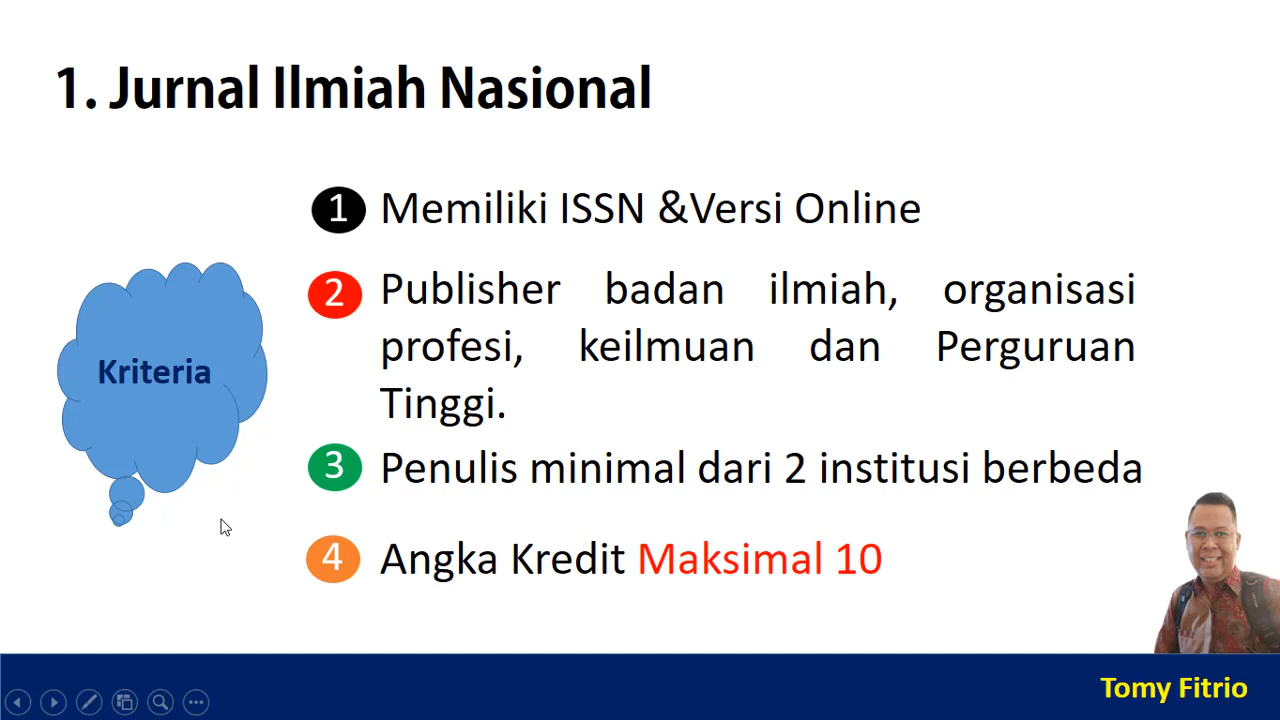 1. Jurnal Ilmiah Nasional
1 Memiliki ISSN &Versi Online
2 Publisher badan ilmiah, organisasi
profesi, keilmuan dan Perguruan
Tinggi.
Kriteria
3 Penulis minimal dari 2 institusi berbeda
4 Angka Kredit Maksimal 10
Tomy Fitrio